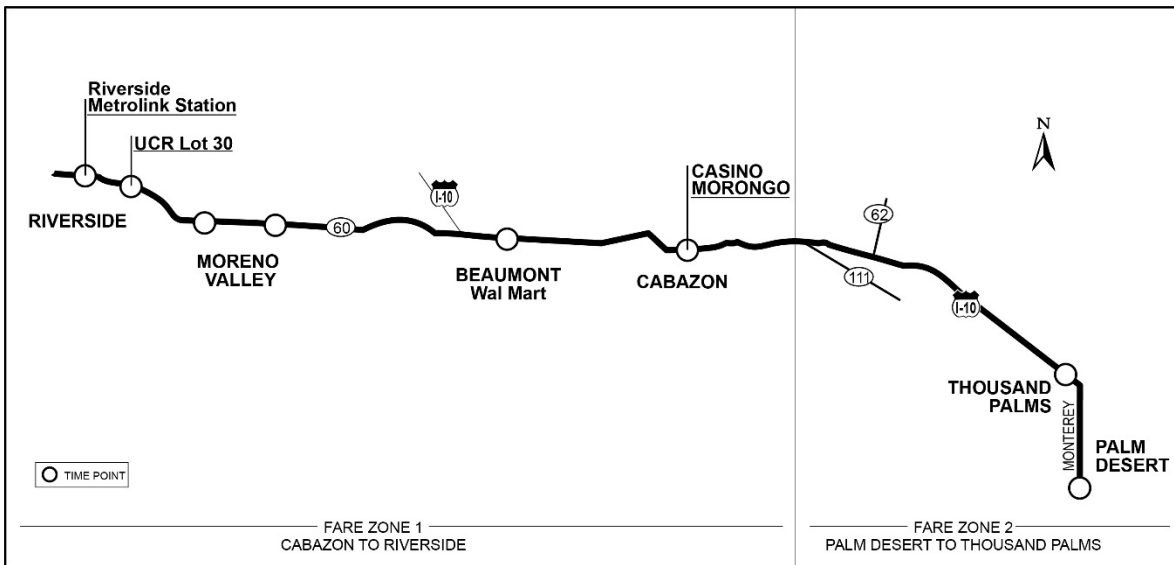 Riverside
Metrolink Station
UCR Lot 30
RIVERSIDE
MORENO
VALLEY
60
I-10
BEAUMONT
Wal Mart
CASINO
MORONGO
CABAZON
N
62
111
I-10
THOUSAND
PALMS
MONTEREY
PALM
DESERT
TIME POINT
FARE ZONE 1
CABAZON TO RIVERSIDE
FARE ZONE 2
PALM DESERT TO THOUSAND PALMS